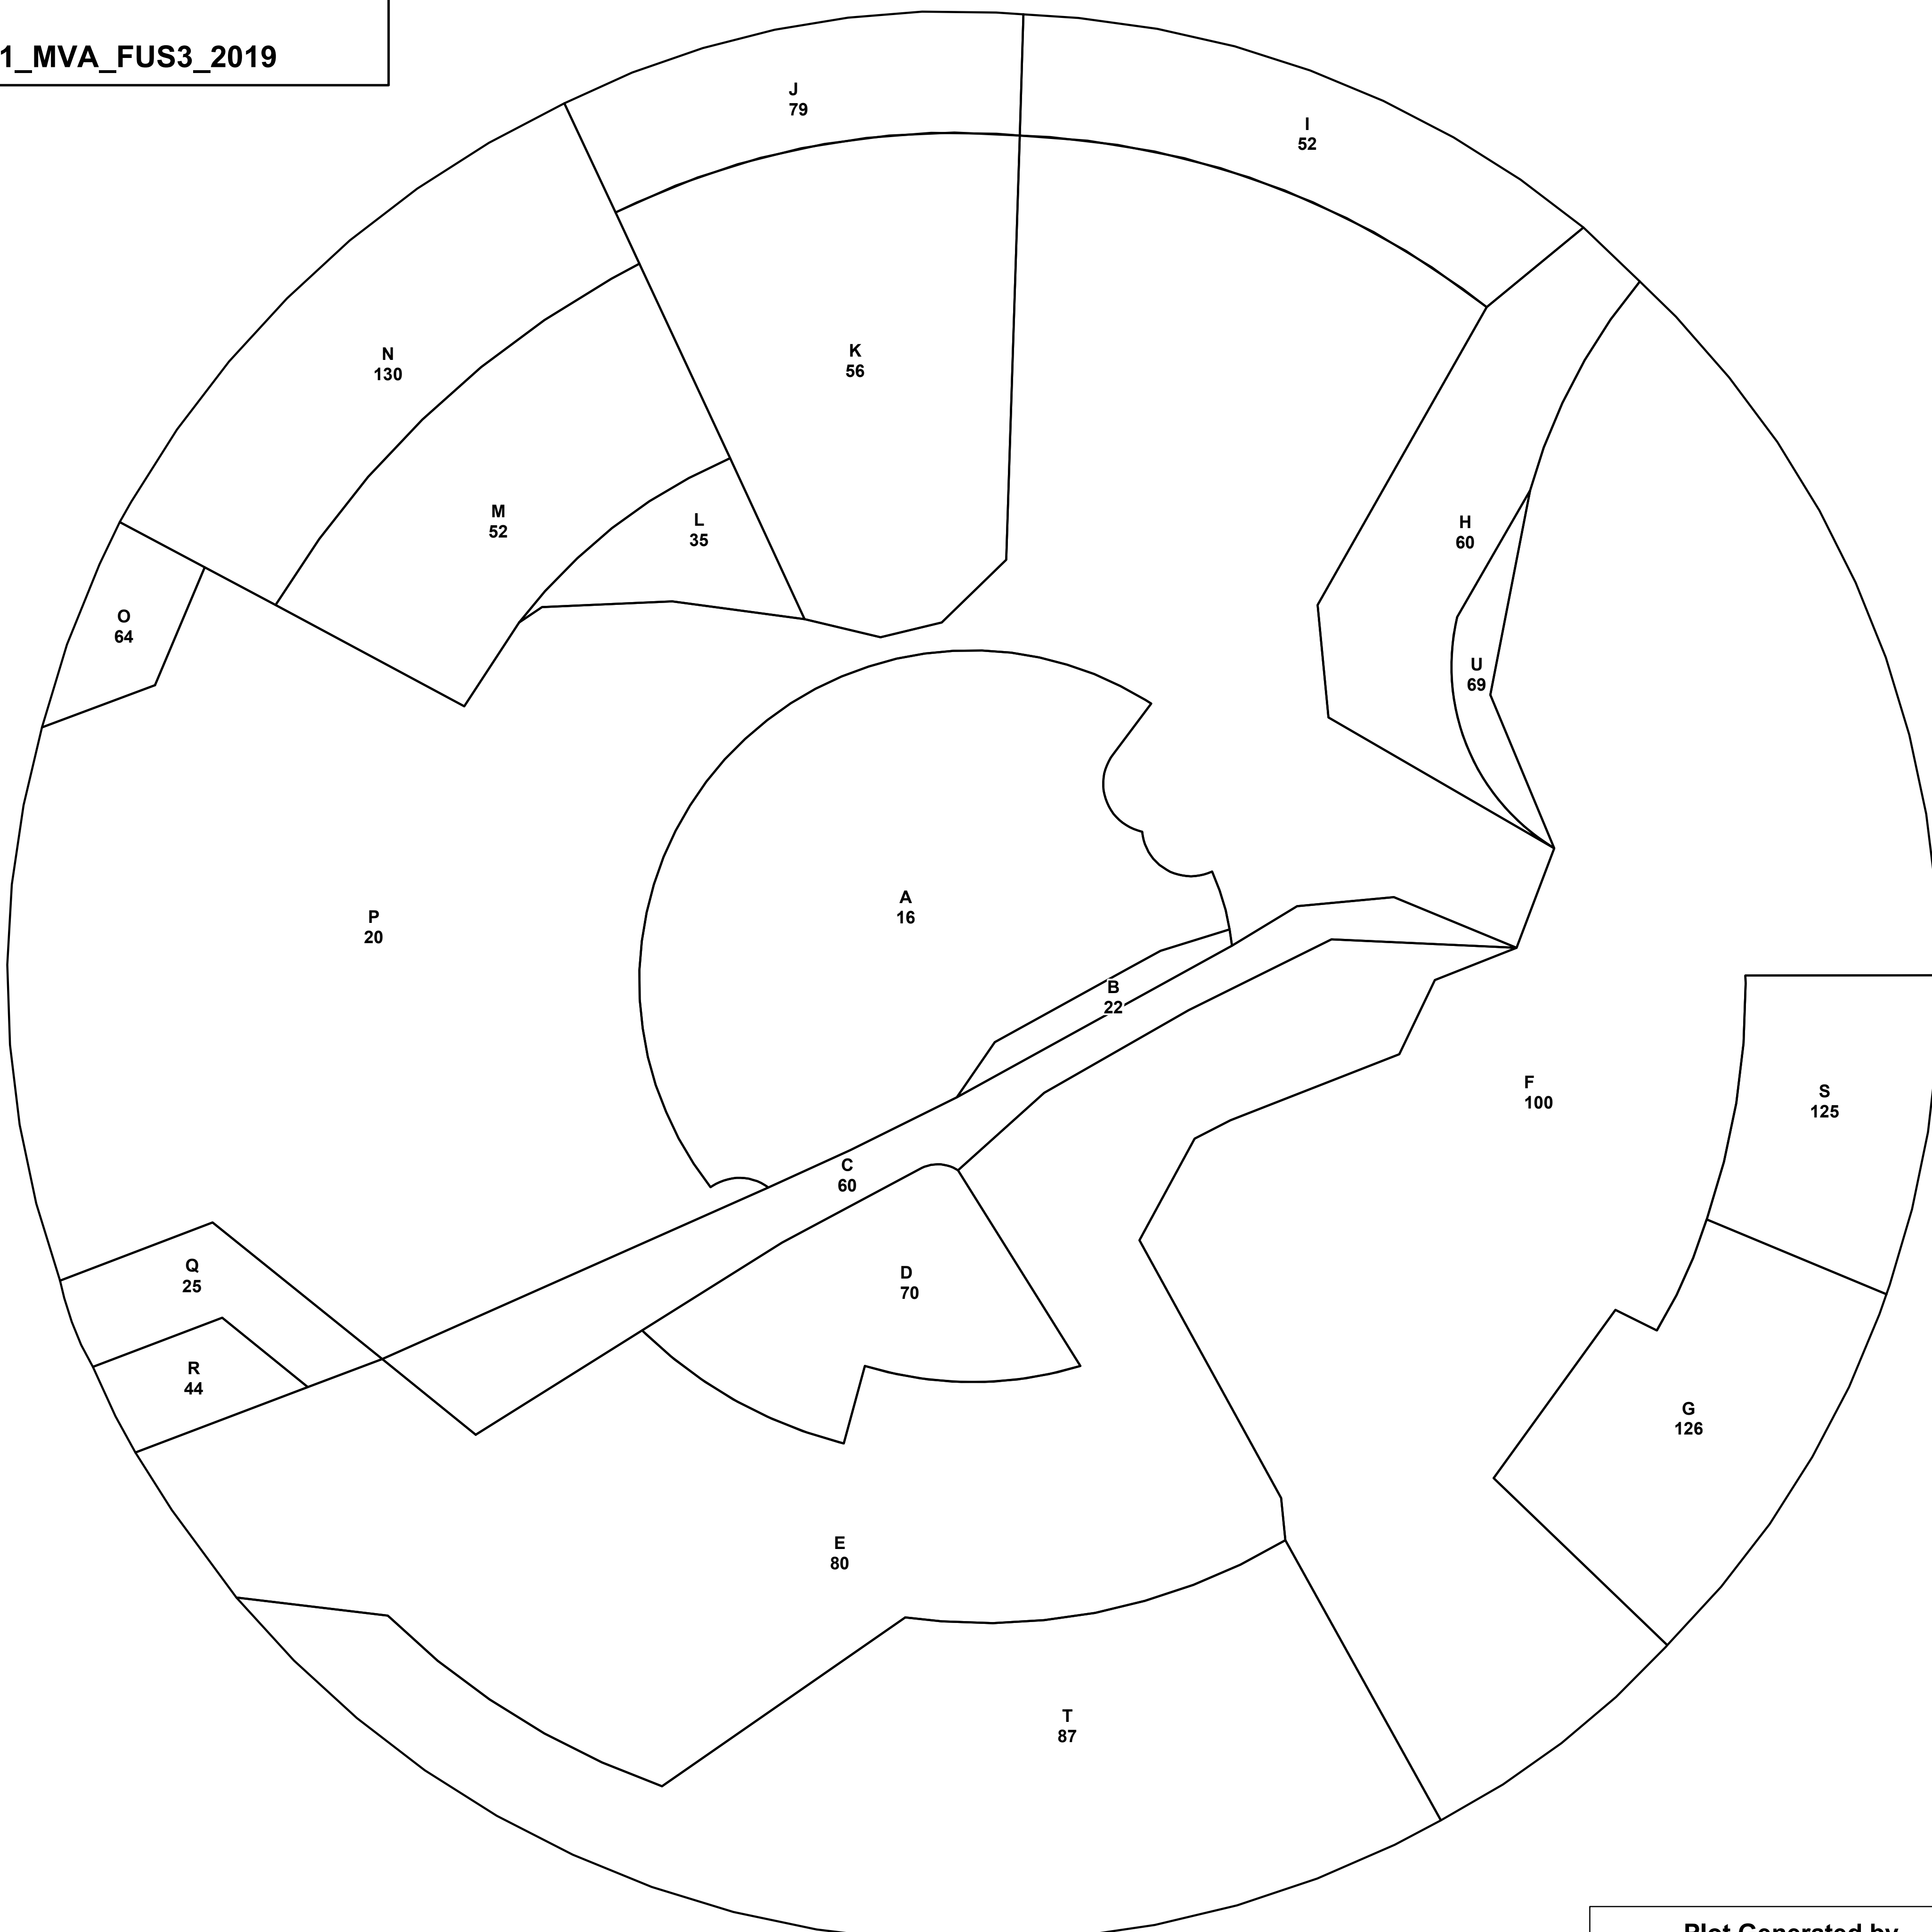 1_MVA_FUS3_2019
J
79
I
52
N
130
K
56
M
52
L
35
H
60
O
64
U
69
A
16
P
20
B
22
F
100
S
125
C
60
Q
25
D
70
R
44
G
126
E
80
T
87
Plot Generated by